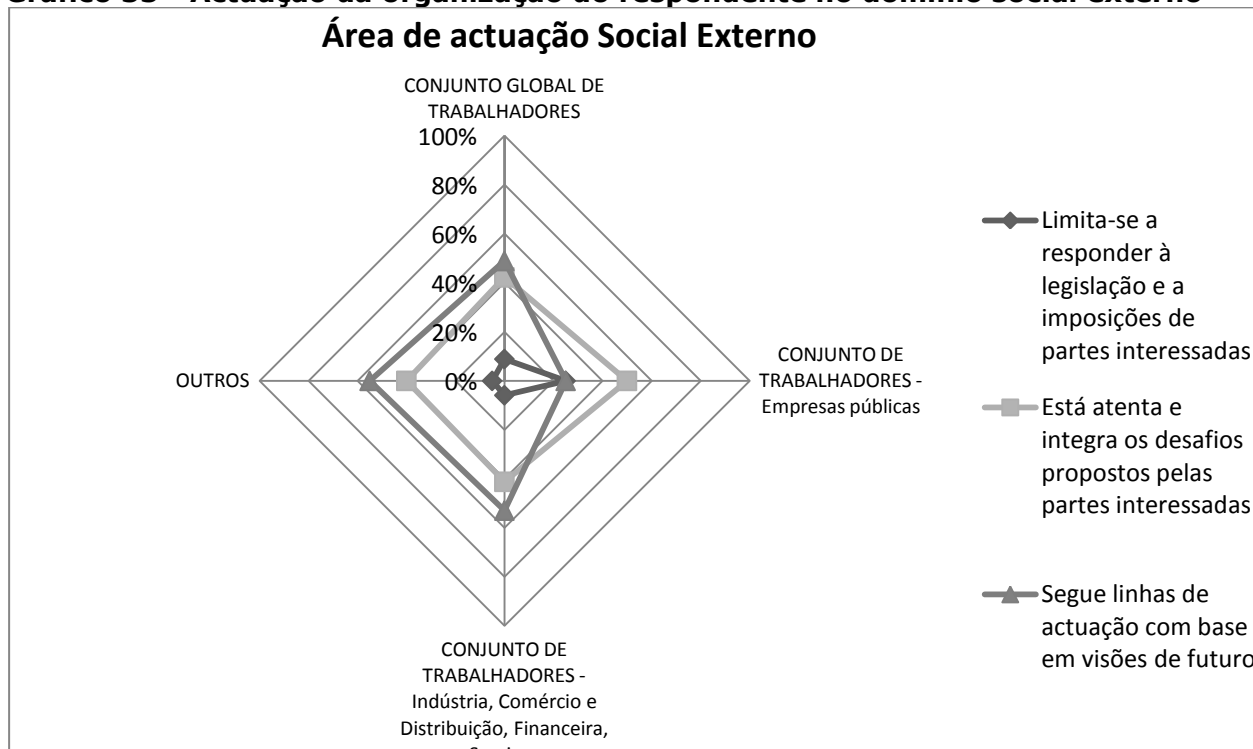 Área de actuação Social Externo
CONJUNTO GLOBAL DE
TRABALHADORES
100%
80%
60%
40%
20%
0%
OUTROS
CONJUNTO DE
TRABALHADORES -
Empresas públicas
CONJUNTO DE
TRABALHADORES -
Indústria, Comércio e
Distribuição, Financeira,
Limita-se a
responder à
legislação e a
imposições de
partes interessadas
Está atenta e
integra os desafios
propostos pelas
partes interessadas
Segue linhas de
actuação com base
em visões de futuro